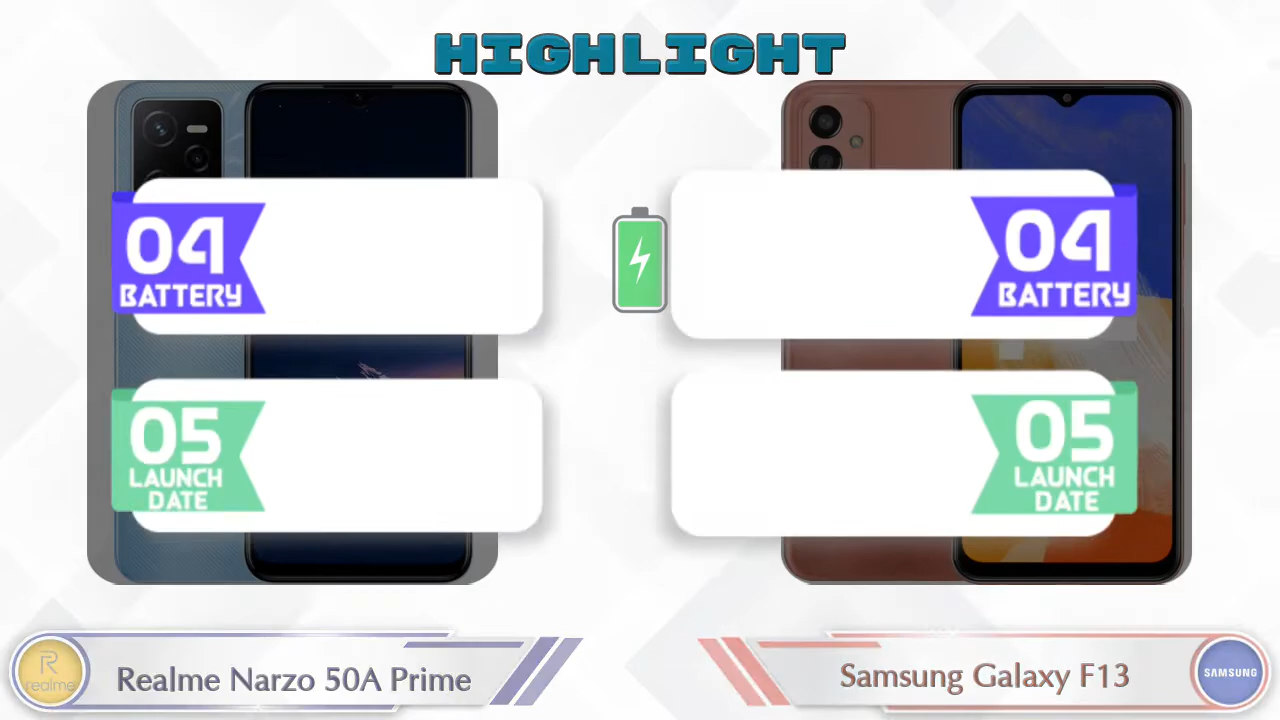 HIGHLIGHT
04
BATTERY
04
BATTERY
05
LAUNCH
DATE
05
LAUNCH
DATE
R
realme
Realme Narzo 50A Prime
Samsung Galaxy F13
SAMSUNG